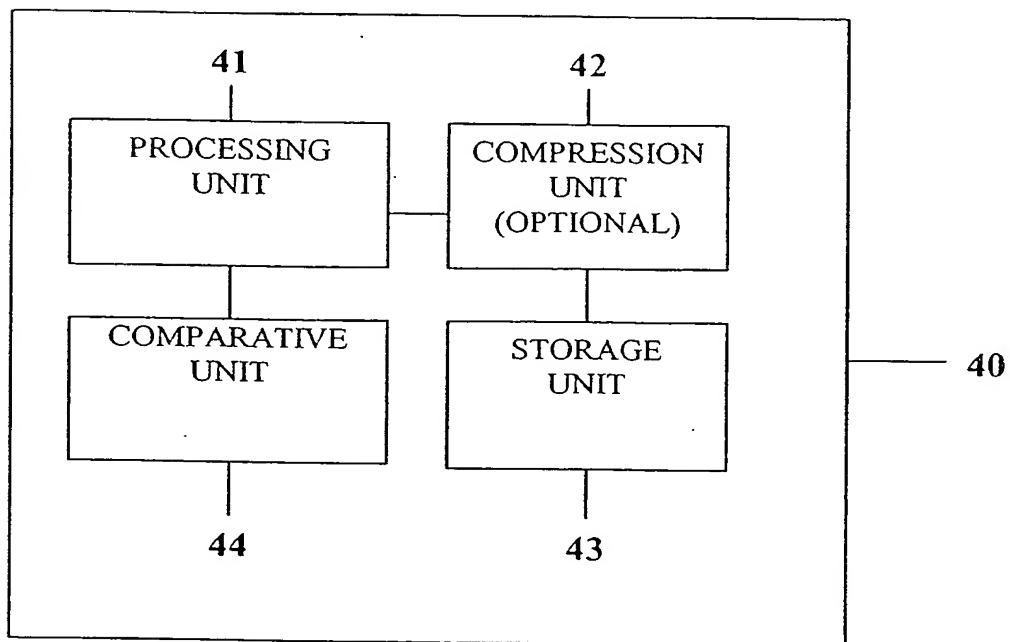 41
42
PROCESSING
UNIT
COMPRESSION
UNIT
(OPTIONAL)
COMPARATIVE
UNIT
STORAGE
UNIT
40
44
43